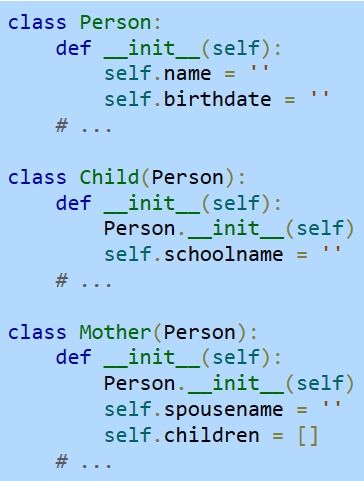 class Person:
    def __init__(self):
        self.name = ''
        self.birthdate = ''
    # ...

class Child(Person):
    def __init__(self):
        Person.__init__(self)
        self.schoolname = ''
    # ...

class Mother(Person):
    def __init__(self):
        Person.__init__(self)
        self.spousename = ''
        self.children = []
    # ...